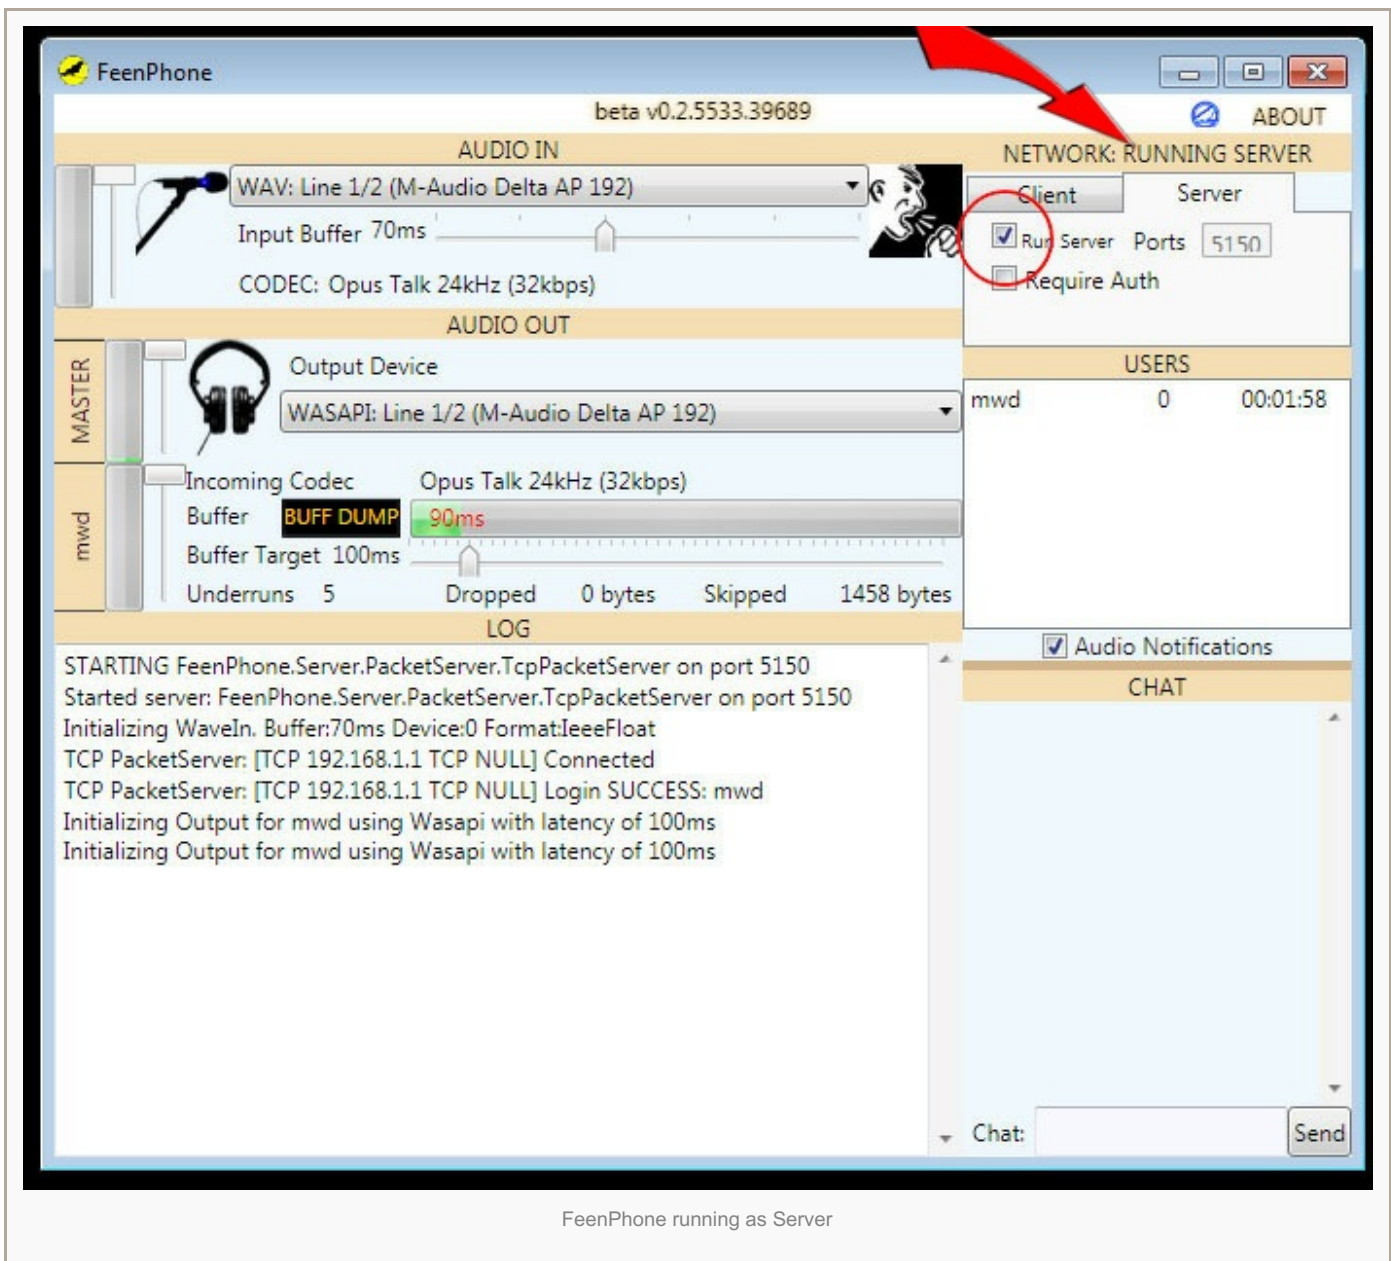 FeenPhone
beta v0.2.5533.39689
ABOUT
AUDIO IN
WAV: Line 1/2 (M-Audio Delta AP 192)
Input Buffer 70ms
CODEC: Opus Talk 24kHz (32kbps)
AUDIO OUT
MASTER
Output Device
WASAPI: Line 1/2 (M-Audio Delta AP 192)
mwd
Incoming Codec Opus Talk 24kHz (32kbps)
Buffer BUFF DUMP 90ms
Buffer Target 100ms
Underruns 5 Dropped 0 bytes Skipped 1458 bytes
LOG
STARTING FeenPhone.Server.PacketServer.TcpPacketServer on port 5150
Started server: FeenPhone.Server.PacketServer.TcpPacketServer on port 5150
Initializing WaveIn. Buffer:70ms Device:0 Format:IeeeFloat
TCP PacketServer: [TCP 192.168.1.1 TCP NULL] Connected
TCP PacketServer: [TCP 192.168.1.1 TCP NULL] Login SUCCESS: mwd
Initializing Output for mwd using Wasapi with latency of 100ms
Initializing Output for mwd using Wasapi with latency of 100ms
NETWORK: RUNNING SERVER
Client Server
Run Server Ports 5150
Require Auth
USERS
mwd 0 00:01:58
Audio Notifications
CHAT
Chat: Send
FeenPhone running as Server